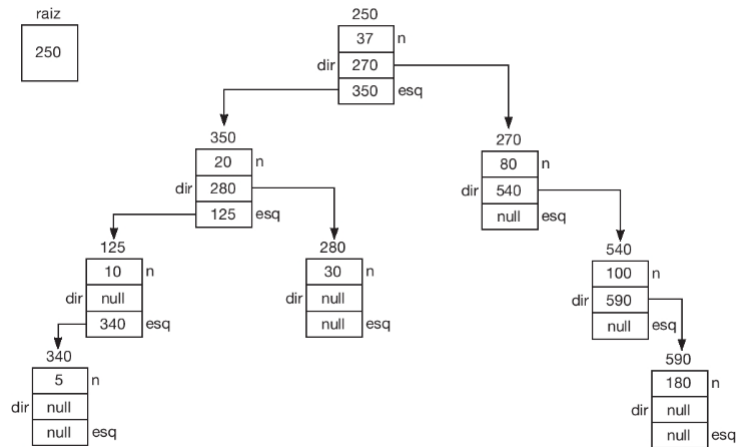 raiz
250
250
37 n
dir 270
350 esq
350
20 n
dir 280
125 esq
270
80 n
dir 540
null esq
125
10 n
dir null
340 esq
280
30 n
dir null
null esq
540
100 n
dir 590
null esq
340
5 n
dir null
null esq
590
180 n
dir null
null esq